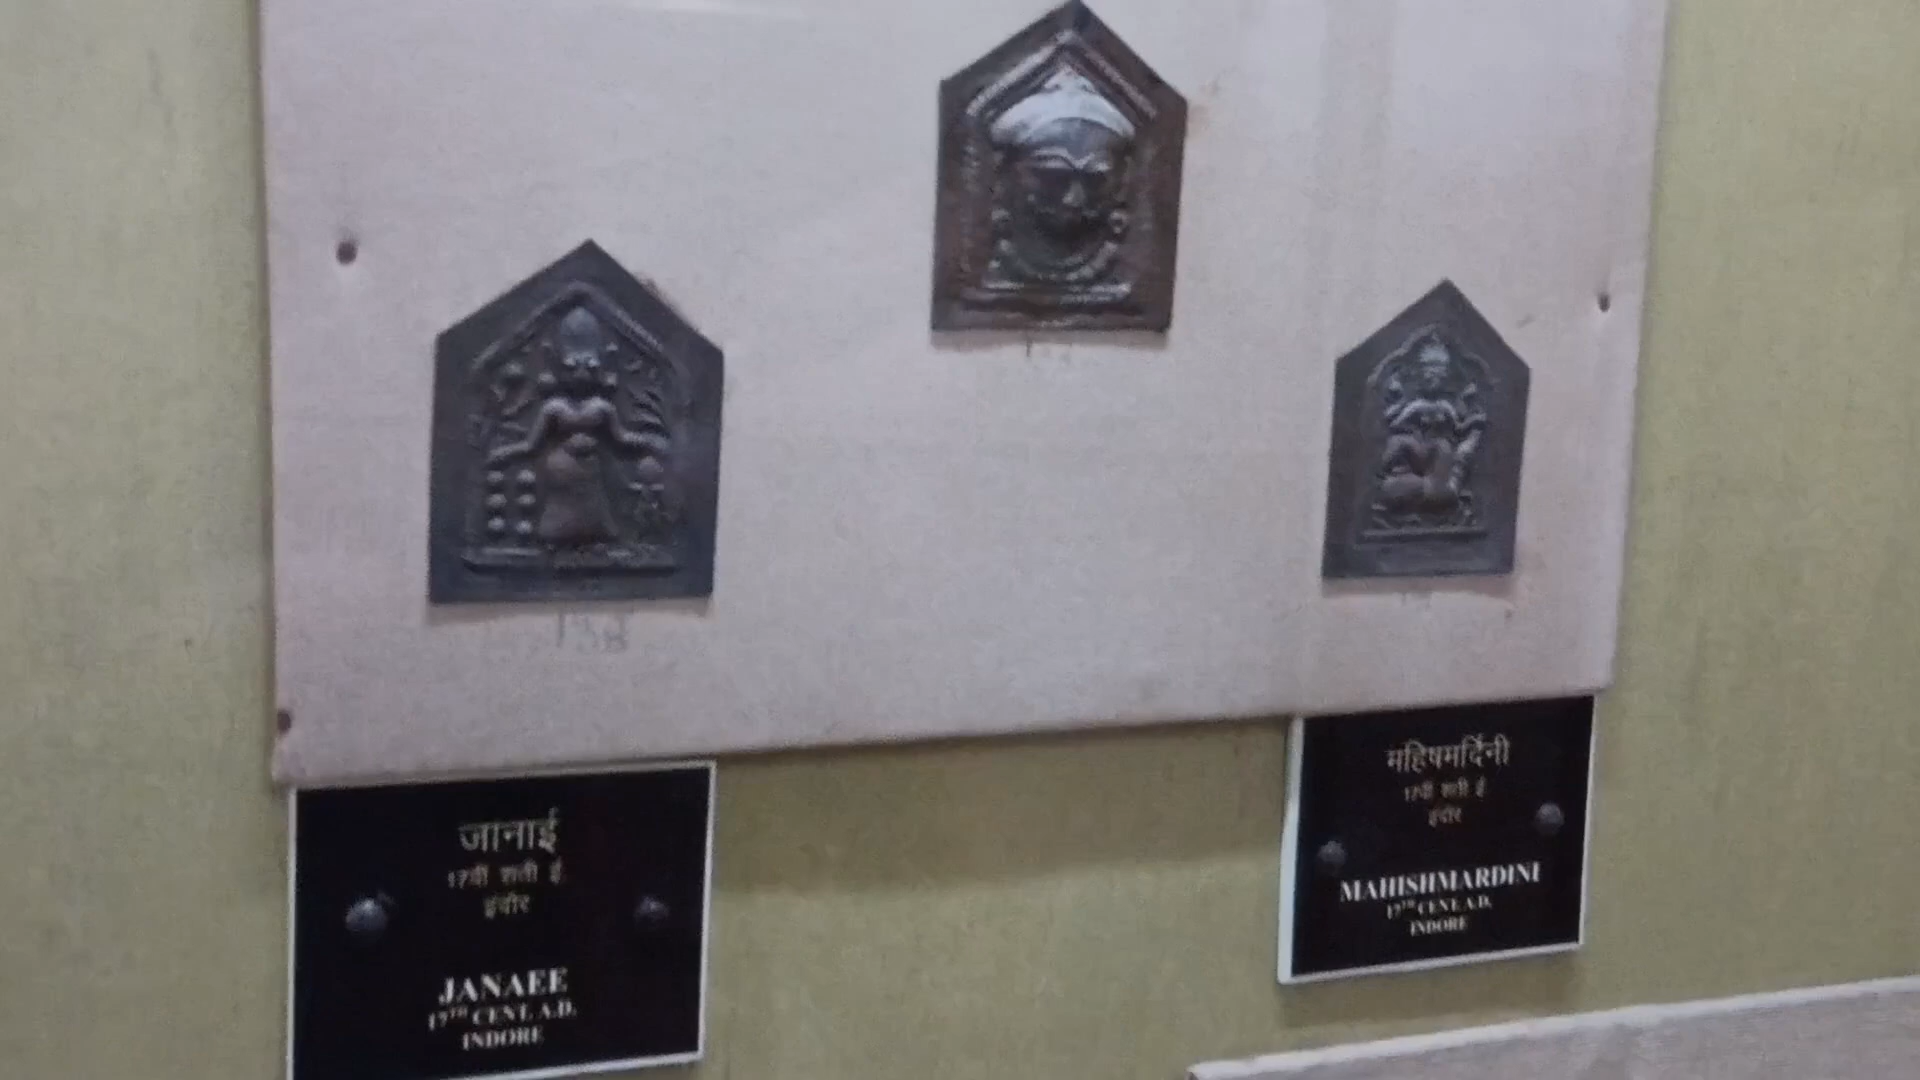 जानाई
17वीं शती ई.
इंदौर
JANAEE
17TH CENT. A.D.
INDORE
महिषमर्दिनी
17वीं शती ई.
इंदौर
MAHISHMARDINI
17TH CENT. A.D.
INDORE